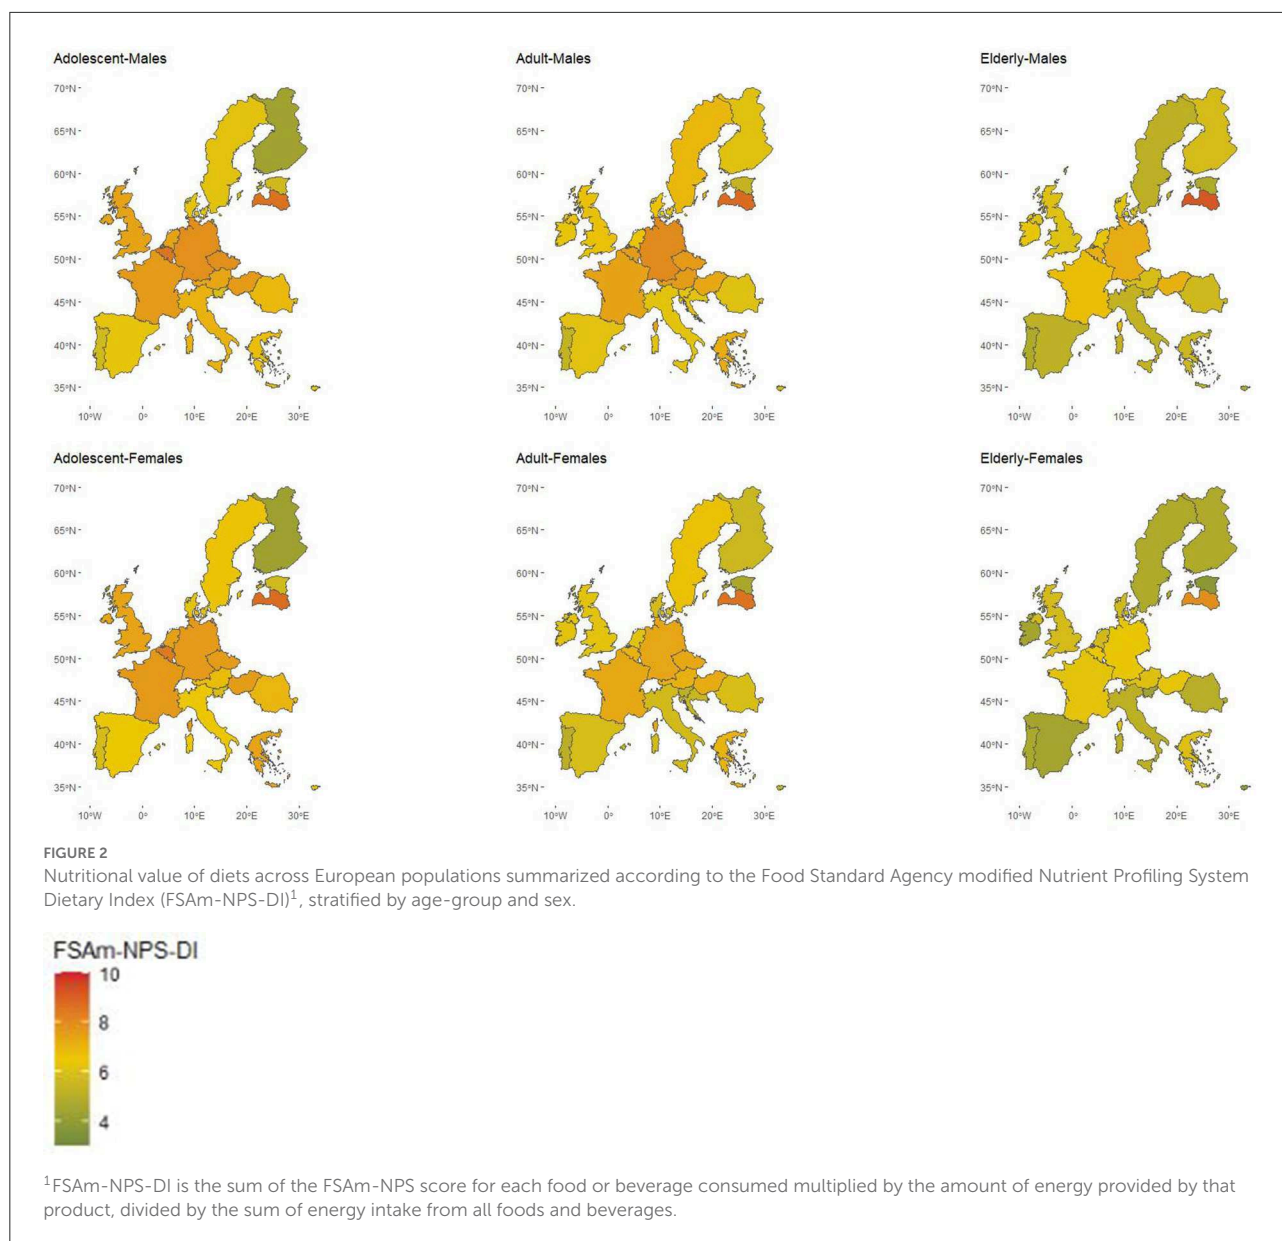 Adolescent-Males
Adult-Males
Elderly-Males
70°N
65°N
60°N
55°N
50°N
45°N
40°N
35°N
10°W 0° 10°E 20°E 30°E
70°N
65°N
60°N
55°N
50°N
45°N
40°N
35°N
10°W 0° 10°E 20°E 30°E
70°N
65°N
60°N
55°N
50°N
45°N
40°N
35°N
10°W 0° 10°E 20°E 30°E
Adolescent-Females
Adult-Females
Elderly-Females
70°N
65°N
60°N
55°N
50°N
45°N
40°N
35°N
10°W 0° 10°E 20°E 30°E
70°N
65°N
60°N
55°N
50°N
45°N
40°N
35°N
10°W 0° 10°E 20°E 30°E
70°N
65°N
60°N
55°N
50°N
45°N
40°N
35°N
10°W 0° 10°E 20°E 30°E
FIGURE 2
Nutritional value of diets across European populations summarized according to the Food Standard Agency modified Nutrient Profiling System
Dietary Index (FSAm-NPS-DI)¹, stratified by age-group and sex.
FSAm-NPS-DI
10
8
6
4
¹FSAm-NPS-DI is the sum of the FSAm-NPS score for each food or beverage consumed multiplied by the amount of energy provided by that
product, divided by the sum of energy intake from all foods and beverages.